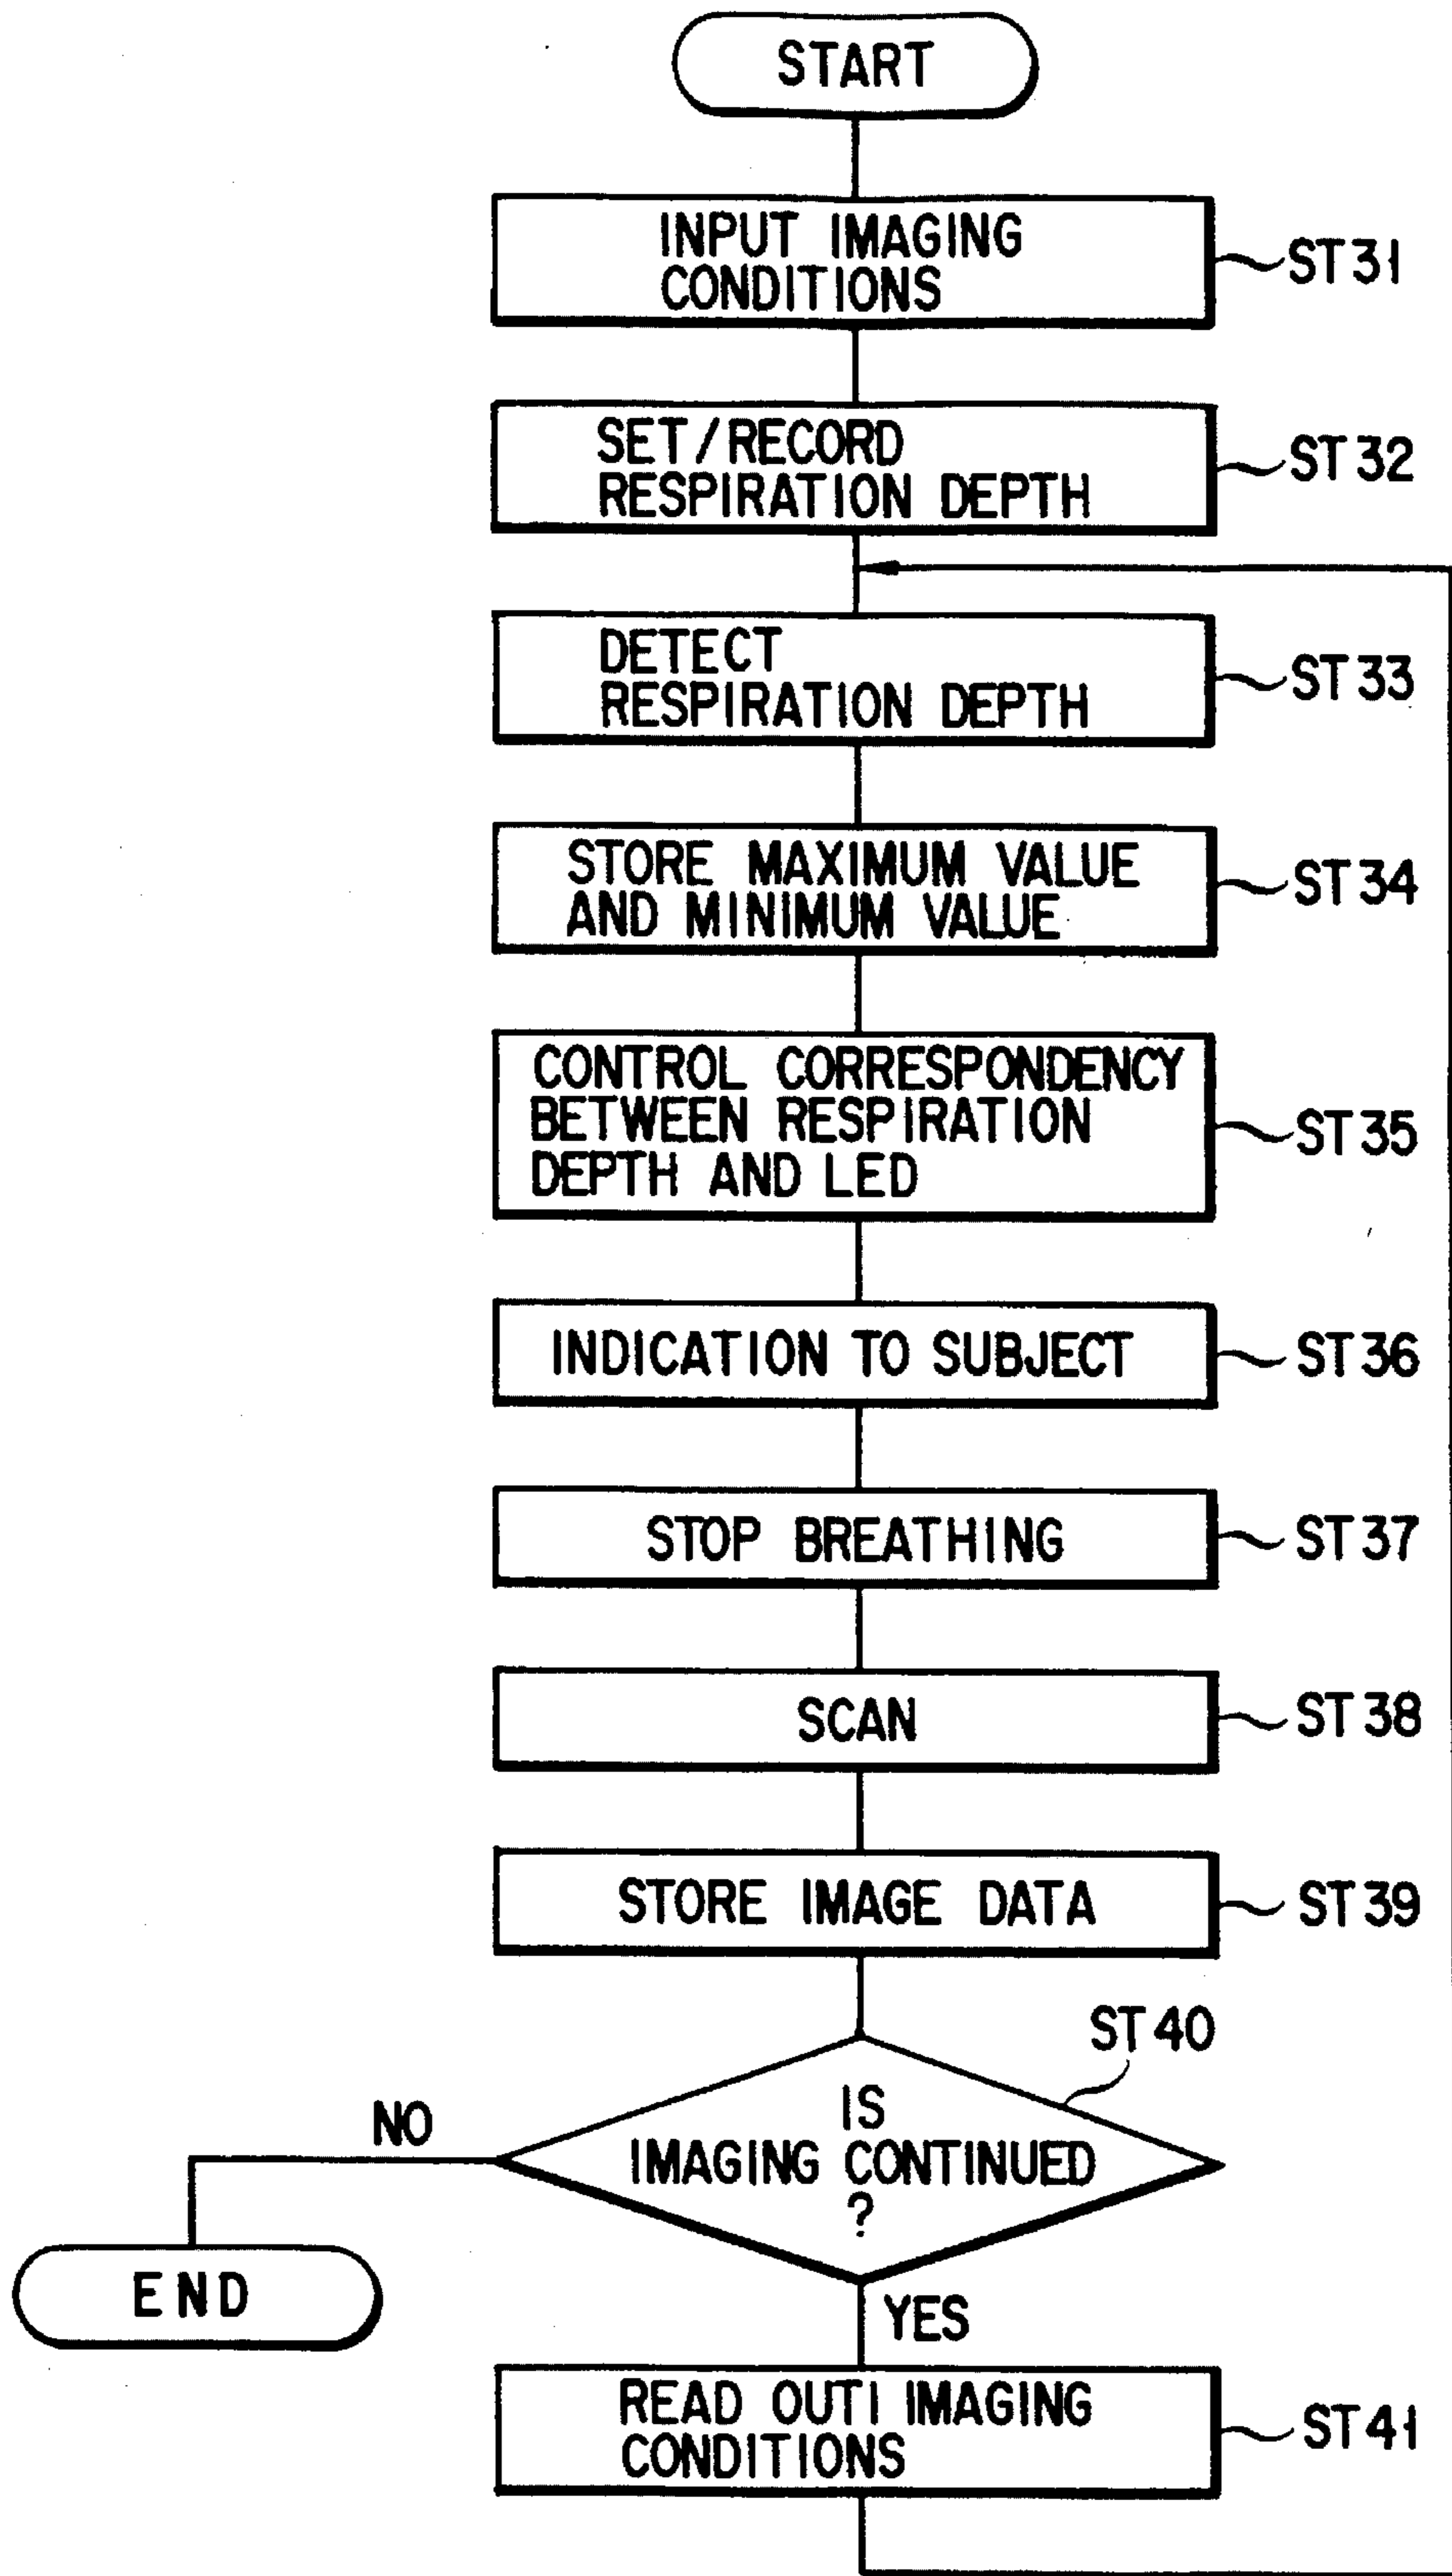 START
INPUT IMAGING
CONDITIONS
ST31
SET/RECORD
RESPIRATION DEPTH
ST32
DETECT
RESPIRATION DEPTH
ST33
STORE MAXIMUM VALUE
AND MINIMUM VALUE
ST34
CONTROL CORRESPONDENCY
BETWEEN RESPIRATION
DEPTH AND LED
ST35
INDICATION TO SUBJECT
ST36
STOP BREATHING
ST37
SCAN
ST38
STORE IMAGE DATA
ST39
ST40
IS
IMAGING CONTINUED
?
NO
END
YES
READ OUTI IMAGING
CONDITIONS
ST41